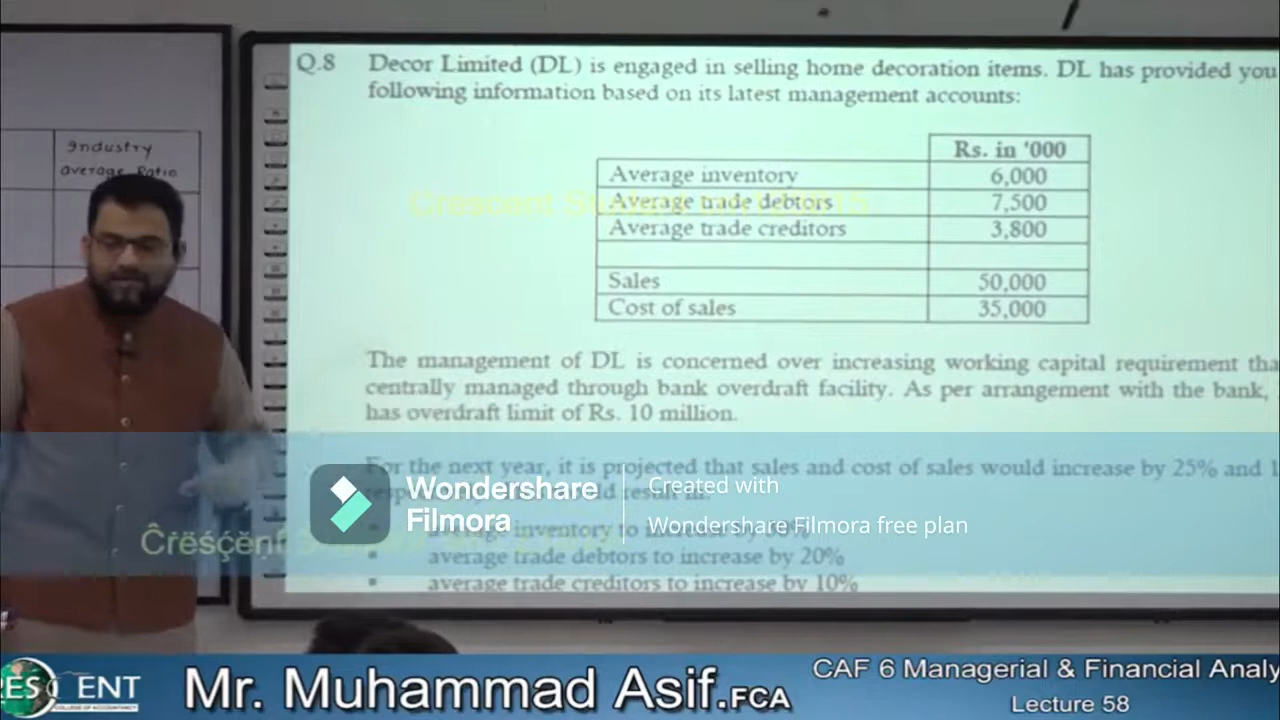 Industry
average Ratio
Q.8 Decor Limited (DL) is engaged in selling home decoration items. DL has provided you
following information based on its latest management accounts:
Rs. in '000
Average inventory 6,000
Average trade debtors 7,500
Average trade creditors 3,800
Sales 50,000
Cost of sales 35,000
The management of DL is concerned over increasing working capital requirement tha
centrally managed through bank overdraft facility. As per arrangement with the bank,
has overdraft limit of Rs. 10 million.
For the next year, it is projected that sales and cost of sales would increase by 25% and 1
Wondershare
Filmora
Created with
Wondershare Filmora free plan
inventory to increase by
▪ average trade debtors to increase by 20%
▪ average trade creditors to increase by 10%
ENT
Mr. Muhammad Asif.FCA
CAF 6 Managerial & Financial Analy
Lecture 58